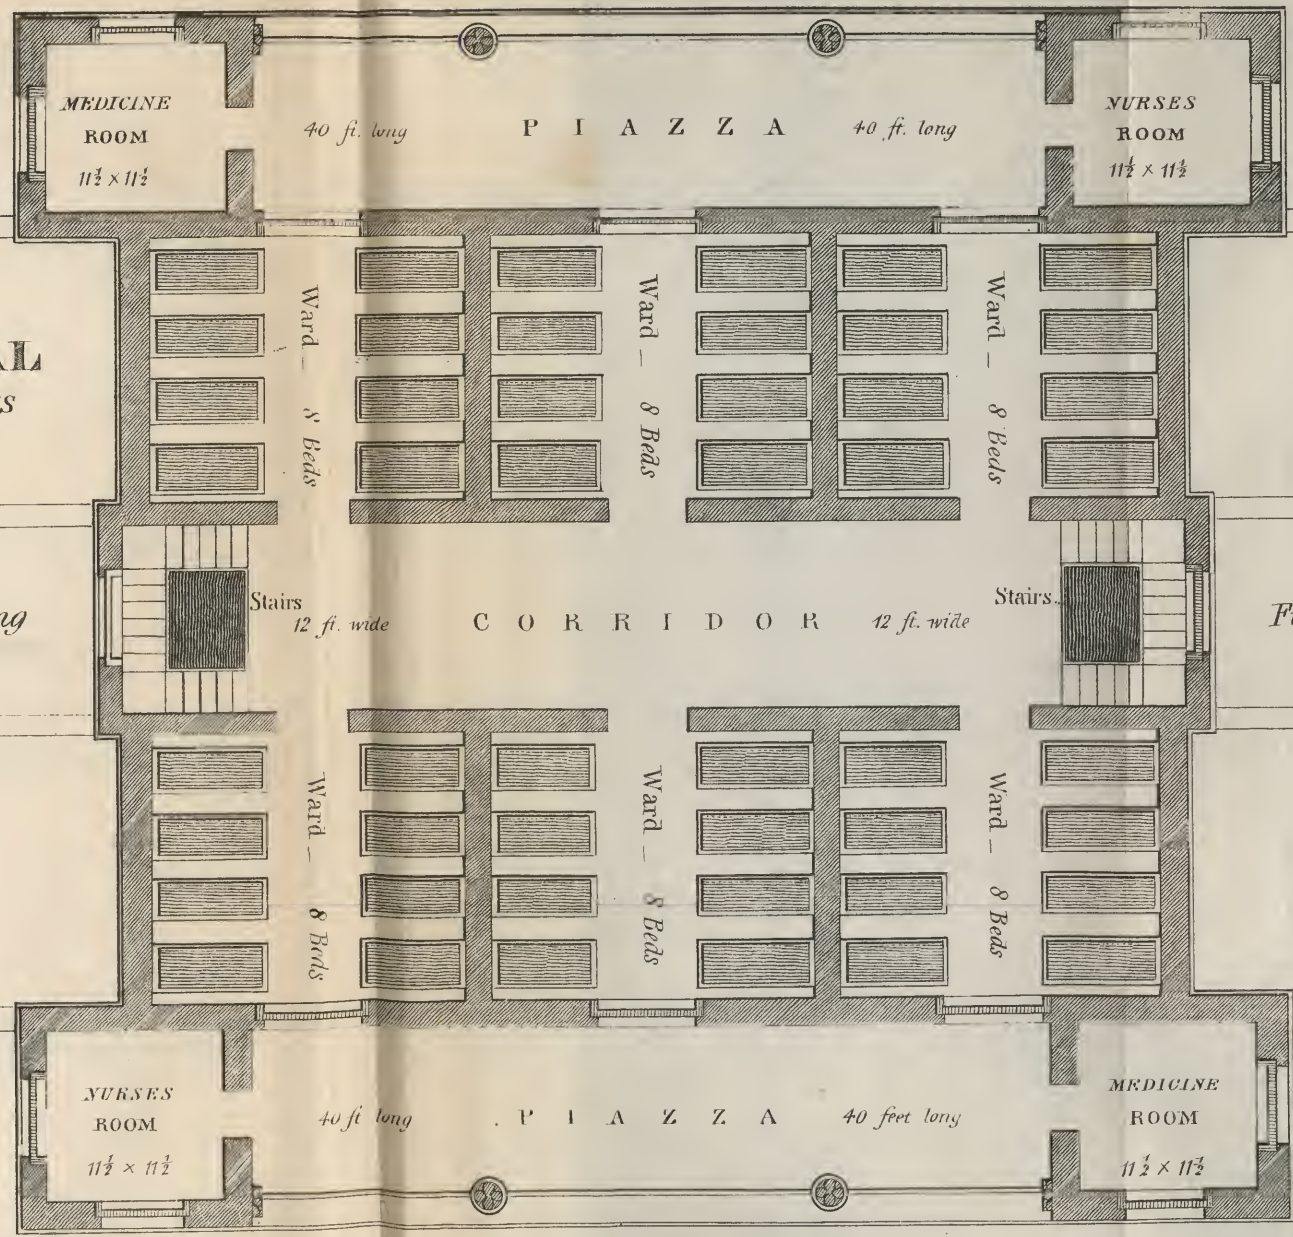 MEDICINE
ROOM
11½ × 11½
40 ft. long
PIAZZA
40 ft. long
NURSES
ROOM
11½ × 11½
Ward – 8 Beds
Ward – 8 Beds
Ward – 8 Beds
AL
ng
Stairs
12 ft. wide
CORRIDOR
12 ft. wide
Stairs.
F
Ward – 8 Beds
Ward – 8 Beds
Ward – 8 Beds
NURSES
ROOM
11½ × 11½
40 ft long
PIAZZA
40 feet long
MEDICINE
ROOM
11½ × 11½